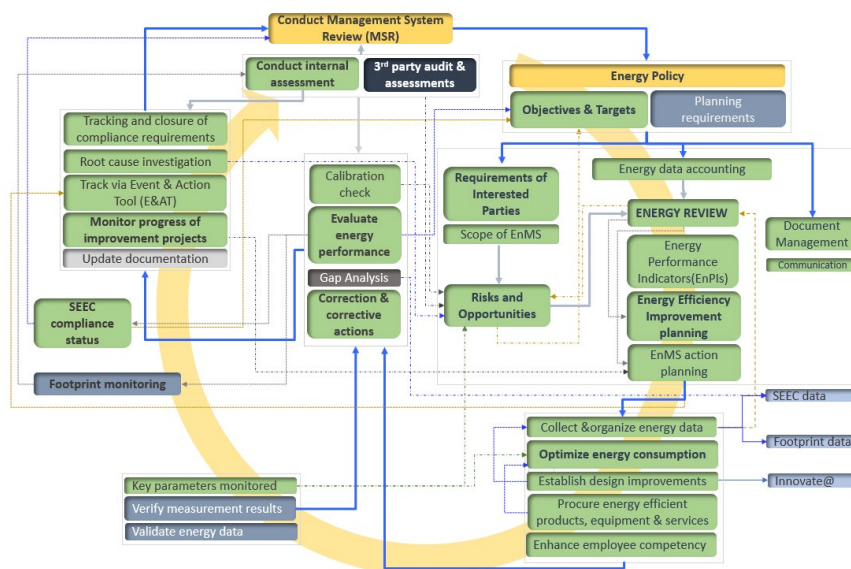 Conduct Management System
Review (MSR)
Conduct internal
assessment
3rd party audit &
assessments
Energy Policy
Objectives & Targets
Planning
requirements
Tracking and closure of
compliance requirements
Root cause investigation
Track via Event & Action
Tool (E&AT)
Monitor progress of
improvement projects
Update documentation
Calibration
check
Evaluate
energy
performance
Gap Analysis
Correction &
corrective
actions
Requirements of
Interested
Parties
Scope of EnMS
Risks and
Opportunities
Energy data accounting
ENERGY REVIEW
Energy
Performance
Indicators(EnPIs)
Energy Efficiency
Improvement
planning
EnMS action
planning
Document
Management
Communication
SEEC
compliance
status
Footprint monitoring
SEEC data
Footprint data
Innovate@
Collect &organize energy data
Optimize energy consumption
Establish design improvements
Procure energy efficient
products, equipment & services
Enhance employee competency
Key parameters monitored
Verify measurement results
Validate energy data